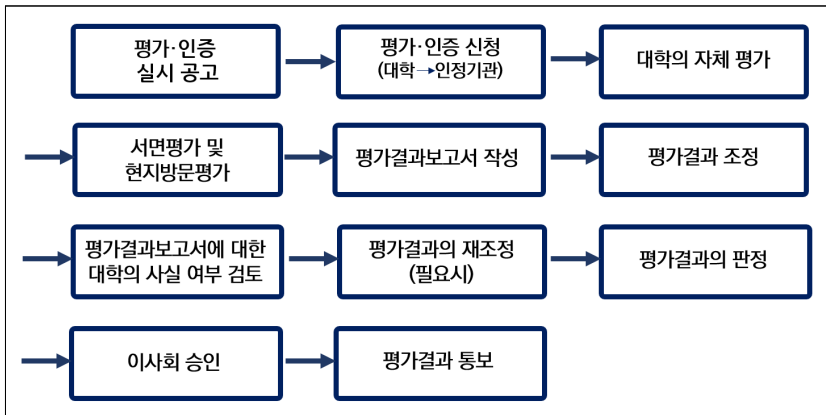 평가·인증
실시 공고
평가·인증 신청
(대학→인정기관)
대학의 자체 평가
서면평가 및
현지방문평가
평가결과보고서 작성
평가결과 조정
평가결과보고서에 대한
대학의 사실 여부 검토
평가결과의 재조정
(필요시)
평가결과의 판정
이사회 승인
평가결과 통보